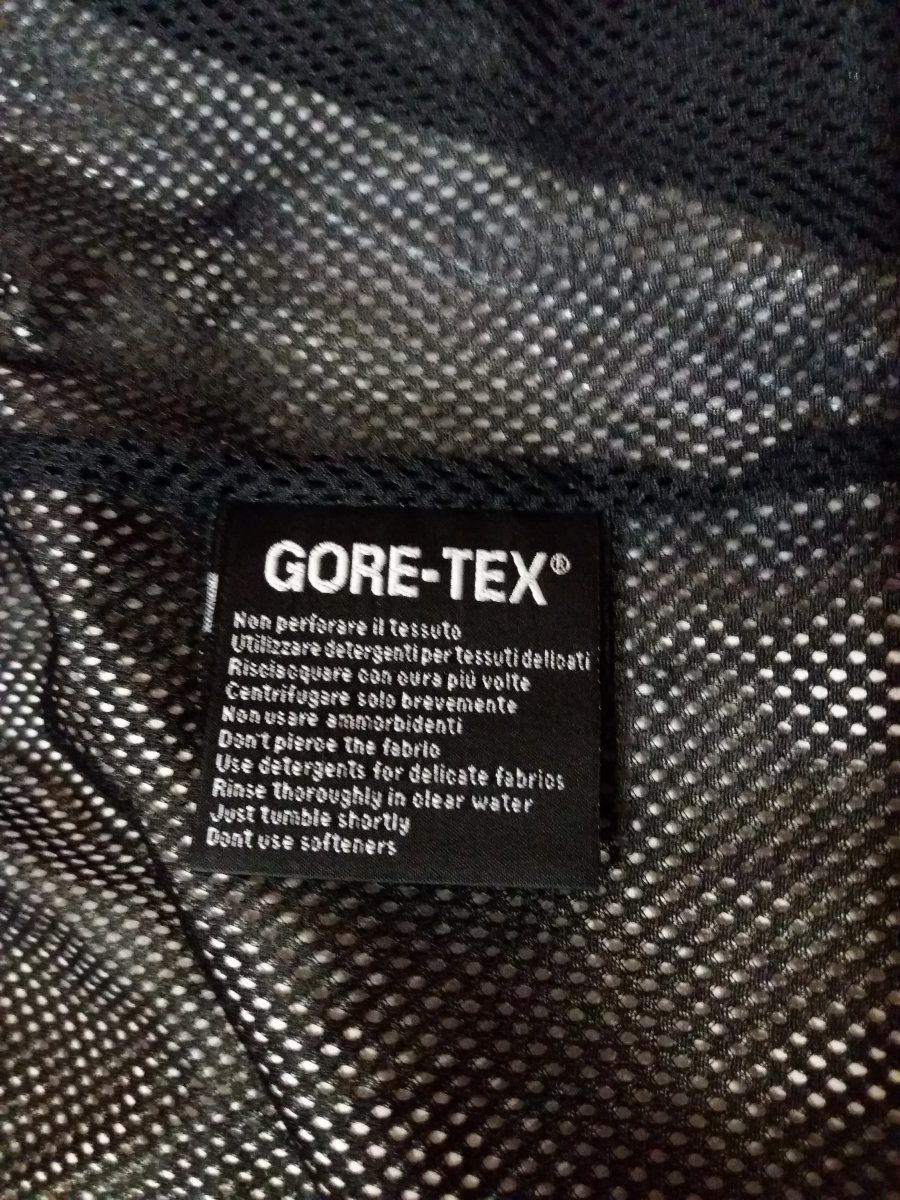 GORE-TEX®
Non perforare il tessuto
Utilizzare detergenti per tessuti delicati
Risciacquare con cura più volte
Centrifugare solo brevemente
Non usare ammorbidenti
Don't pierce the fabric
Use detergents for delicate fabrics
Rinse thoroughly in clear water
Just tumble shortly
Dont use softeners